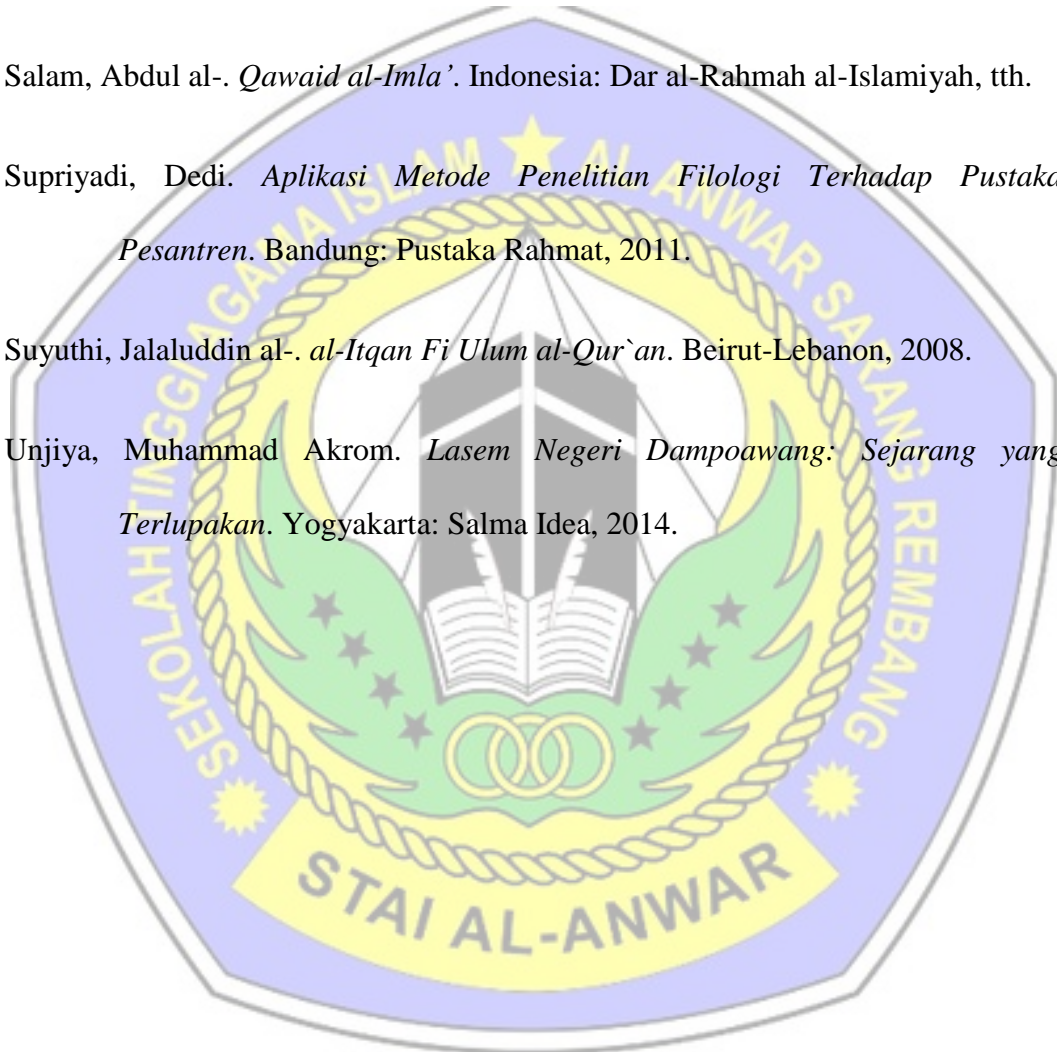 Salam, Abdul al-. Qawaid al-Imla’. Indonesia: Dar al-Rahmah al-Islamiyah, tth.
Supriyadi, Dedi. Aplikasi Metode Penelitian Filologi Terhadap Pustaka
Pesantren. Bandung: Pustaka Rahmat, 2011.
Suyuthi, Jalaluddin al-. al-Itqan Fi Ulum al-Qur`an. Beirut-Lebanon, 2008.
Unjiya, Muhammad Akrom. Lasem Negeri Dampoawang: Sejarang yang
Terlupakan. Yogyakarta: Salma Idea, 2014.
SEKOLAH TINGGI AGAMA ISLAM AL ANWAR SARANG REMBANG
STAI AL-ANWAR